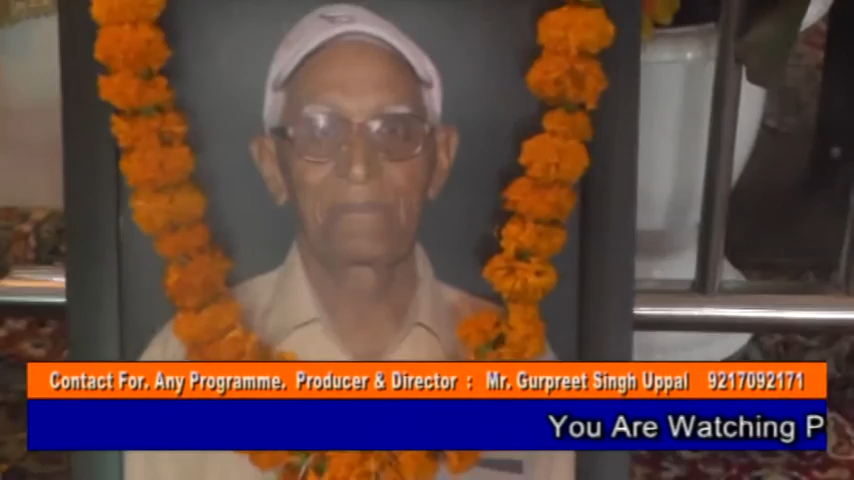 Contact For. Any Programme. Producer & Director : Mr. Gurpreet Singh Uppal 9217092171
You Are Watching P